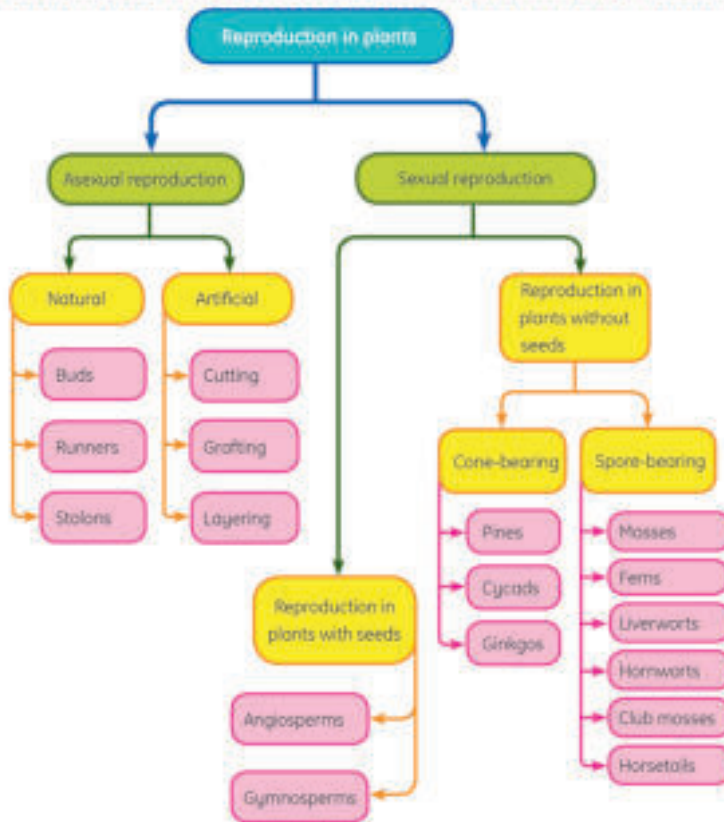 Reproduction in plants
Asexual reproduction
Sexual reproduction
Natural
Artificial
Reproduction in
plants without
seeds
Buds
Runners
Stolons
Cutting
Grafting
Layering
Cone-bearing
Spore-bearing
Pines
Cycads
Ginkgos
Mosses
Ferns
Liverworts
Hornworts
Club mosses
Horsetails
Reproduction in
plants with seeds
Angiosperms
Gymnosperms